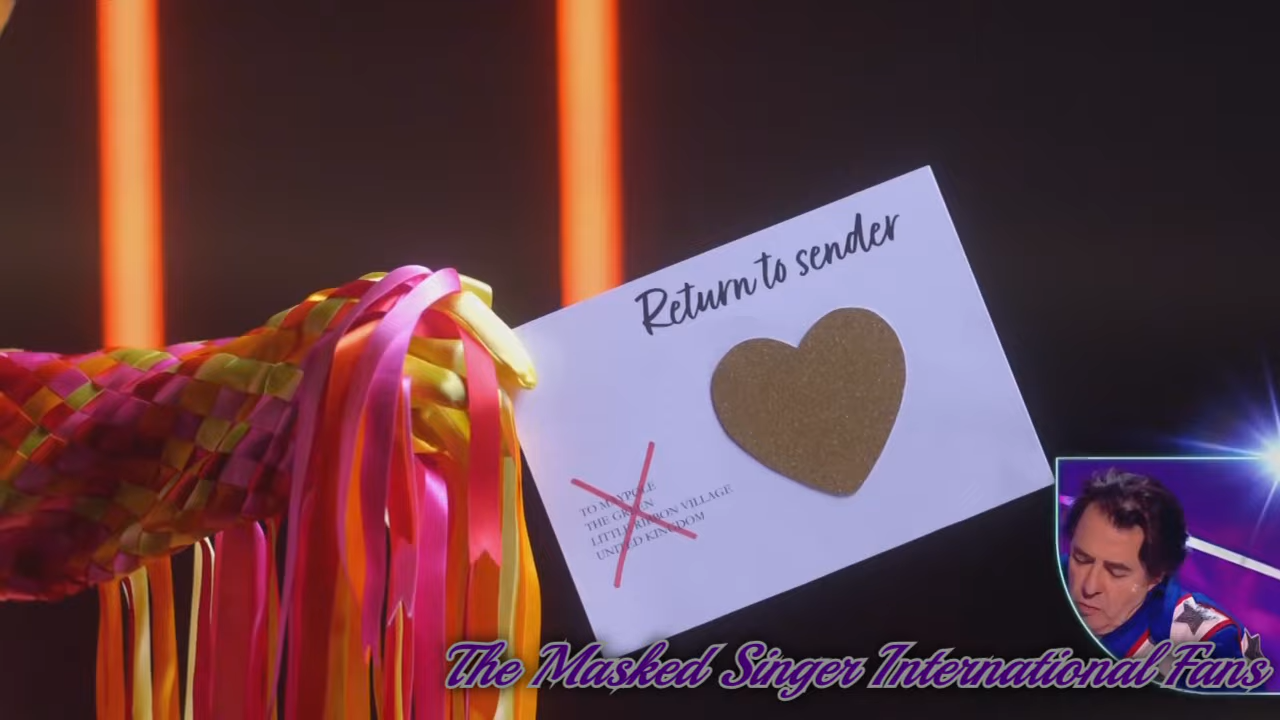 Return to sender
TO MAYPOLE
THE GREEN
LITTLE RIBBON VILLAGE
UNITED KINGDOM
The Masked Singer International Fans